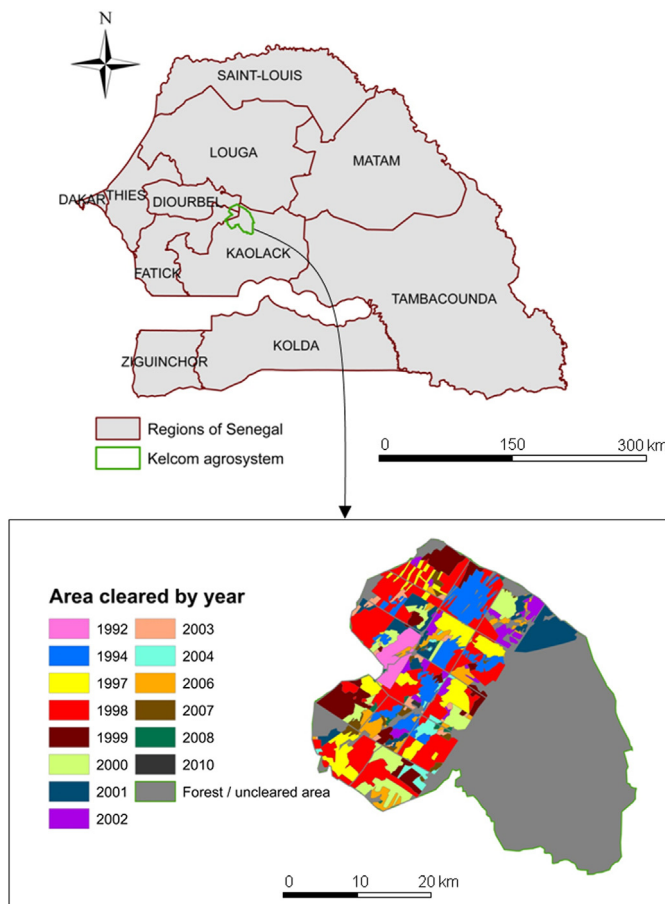 N
SAINT-LOUIS
LOUGA
MATAM
DAKAR
THIES
DIOURBEL
KAOLACK
FATICK
TAMBACOUNDA
ZIGUINCHOR
KOLDA
Regions of Senegal
Kelcom agrosystem
0 150 300 km
Area cleared by year
1992 2003
1994 2004
1997 2006
1998 2007
1999 2008
2000 2010
2001 Forest / uncleared area
2002
0 10 20 km